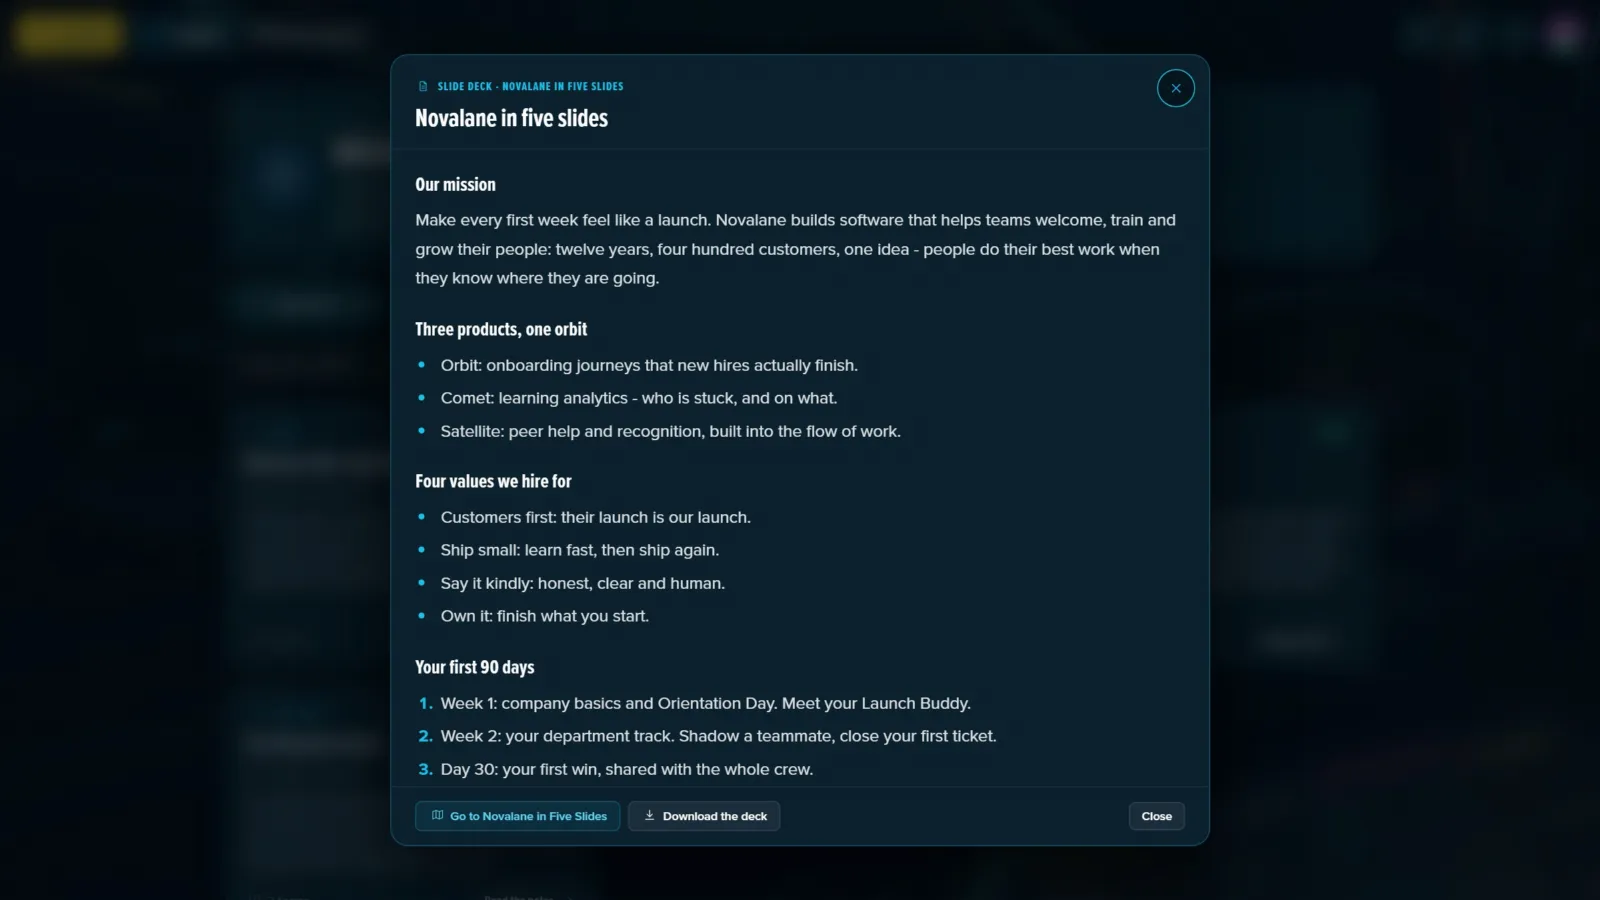 SLIDE DECK - NOVALANE IN FIVE SLIDES
Novalane in five slides
Our mission
Make every first week feel like a launch. Novalane builds software that helps teams welcome, train and
grow their people: twelve years, four hundred customers, one idea - people do their best work when
they know where they are going.
Three products, one orbit
• Orbit: onboarding journeys that new hires actually finish.
• Comet: learning analytics - who is stuck, and on what.
• Satellite: peer help and recognition, built into the flow of work.
Four values we hire for
• Customers first: their launch is our launch.
• Ship small: learn fast, then ship again.
• Say it kindly: honest, clear and human.
• Own it: finish what you start.
Your first 90 days
1. Week 1: company basics and Orientation Day. Meet your Launch Buddy.
2. Week 2: your department track. Shadow a teammate, close your first ticket.
3. Day 30: your first win, shared with the whole crew.
Go to Novalane in Five Slides Download the deck Close